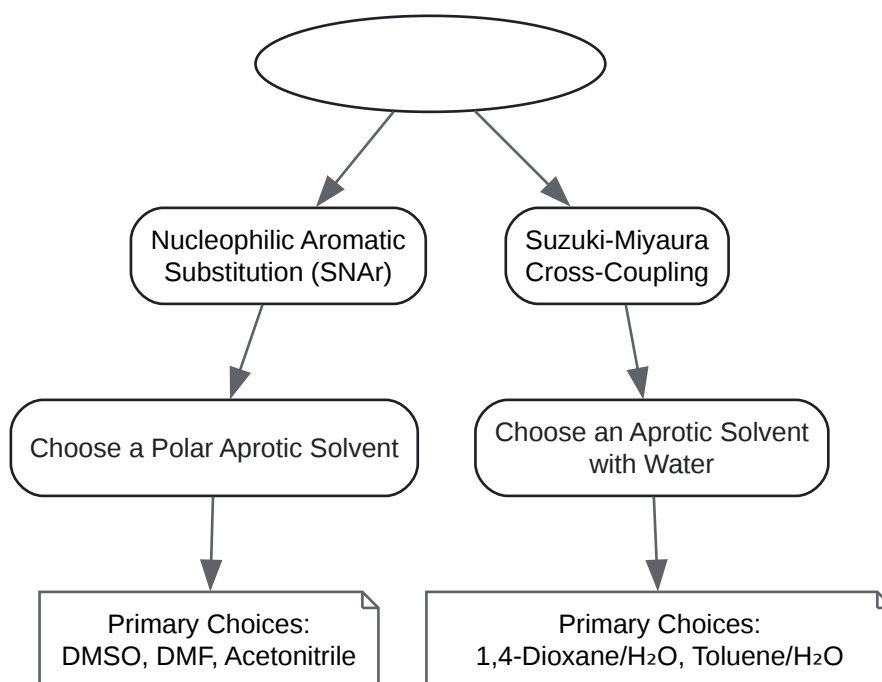 Nucleophilic Aromatic
Substitution (SNAr)
Suzuki-Miyaura
Cross-Coupling
Choose a Polar Aprotic Solvent
Choose an Aprotic Solvent
with Water
Primary Choices:
DMSO, DMF, Acetonitrile
Primary Choices:
1,4-Dioxane/H₂O, Toluene/H₂O